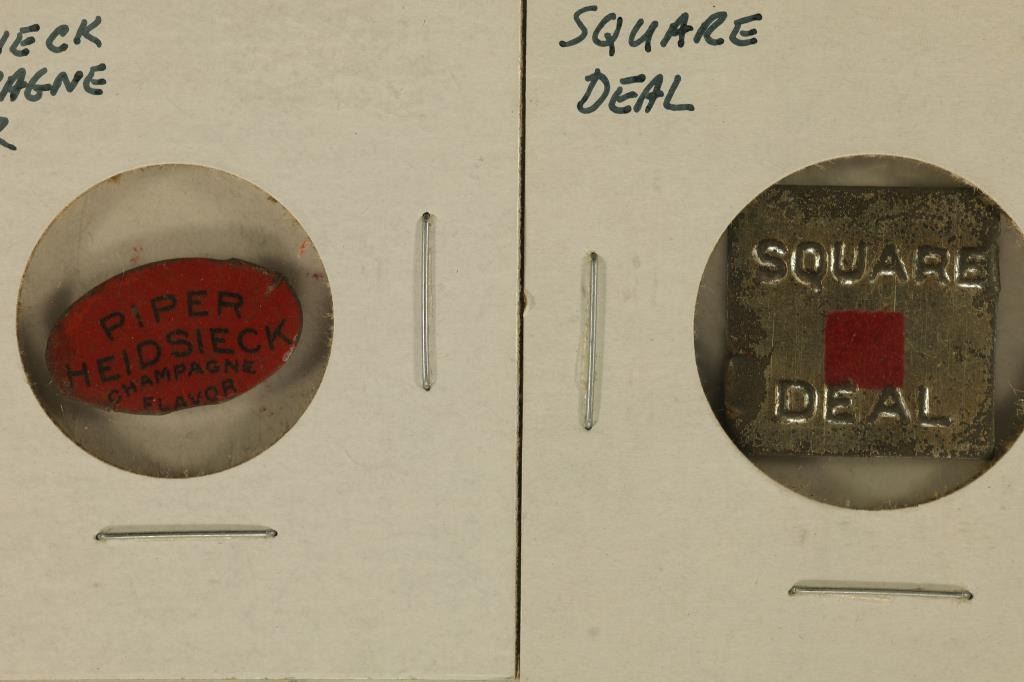 IECK
AGNE
R
PIPER
HEIDSIECK
CHAMPAGNE
FLAVOR
SQUARE
DEAL
SQUARE
DEAL